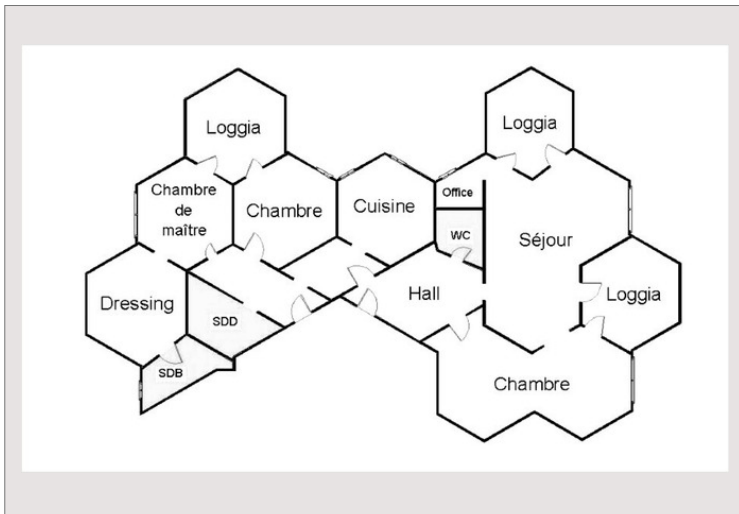 Loggia
Loggia
Chambre
de
maître
Chambre
Cuisine
Office
WC
Séjour
Dressing
Hall
Loggia
SDD
SDB
Chambre